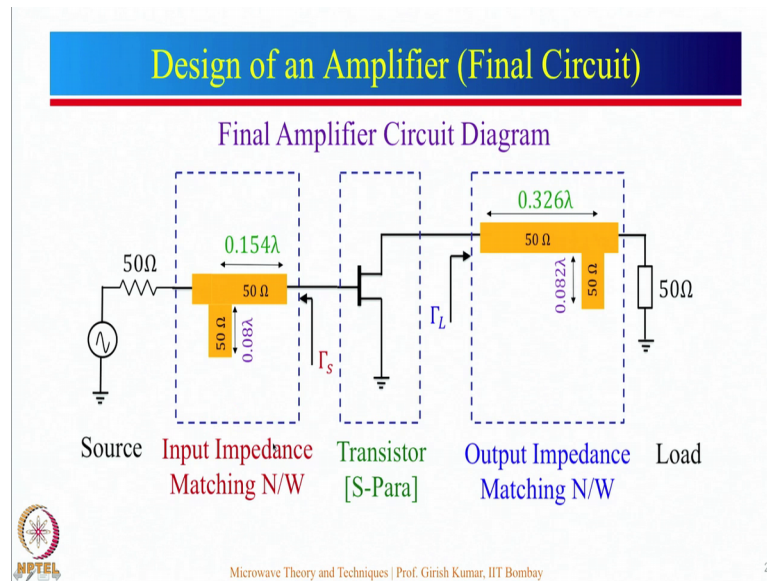 Design of an Amplifier (Final Circuit)
Final Amplifier Circuit Diagram
50Ω
0.154λ
50 Ω
50 Ω
0.08λ
Γs
0.326λ
50 Ω
ΓL
0.082λ
50 Ω
50Ω
Source
Input Impedance
Matching N/W
Transistor
[S-Para]
Output Impedance
Matching N/W
Load
NPTEL
Microwave Theory and Techniques | Prof. Girish Kumar, IIT Bombay
2